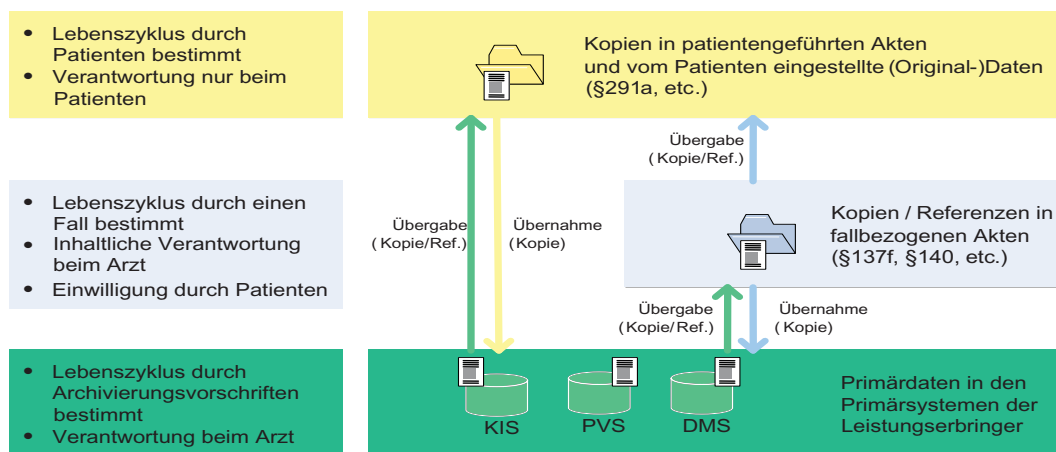 • Lebenszyklus durch
Patienten bestimmt
• Verantwortung nur beim
Patienten
Kopien in patientengeführten Akten
und vom Patienten eingestellte (Original-)Daten
(§291a, etc.)
Übergabe
(Kopie/Ref.)
• Lebenszyklus durch einen
Fall bestimmt
• Inhaltliche Verantwortung
beim Arzt
• Einwilligung durch Patienten
Übergabe
(Kopie/Ref.)
Übernahme
(Kopie)
Kopien / Referenzen in
fallbezogenen Akten
(§137f, §140, etc.)
Übergabe
(Kopie/Ref.)
Übernahme
(Kopie)
• Lebenszyklus durch
Archivierungsvorschriften
bestimmt
• Verantwortung beim Arzt
KIS
PVS
DMS
Primärdaten in den
Primärsystemen der
Leistungserbringer